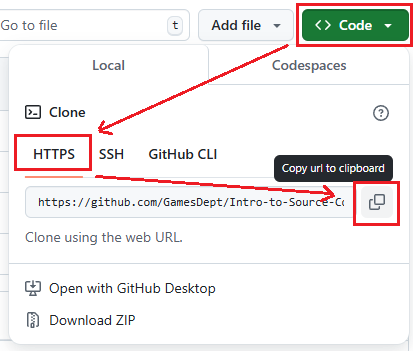 o to file t Add file <> Code
Local Codespaces
Clone
HTTPS SSH GitHub CLI
Copy url to clipboard
https://github.com/GamesDept/Intro-to-Source-Co
Clone using the web URL.
Open with GitHub Desktop
Download ZIP